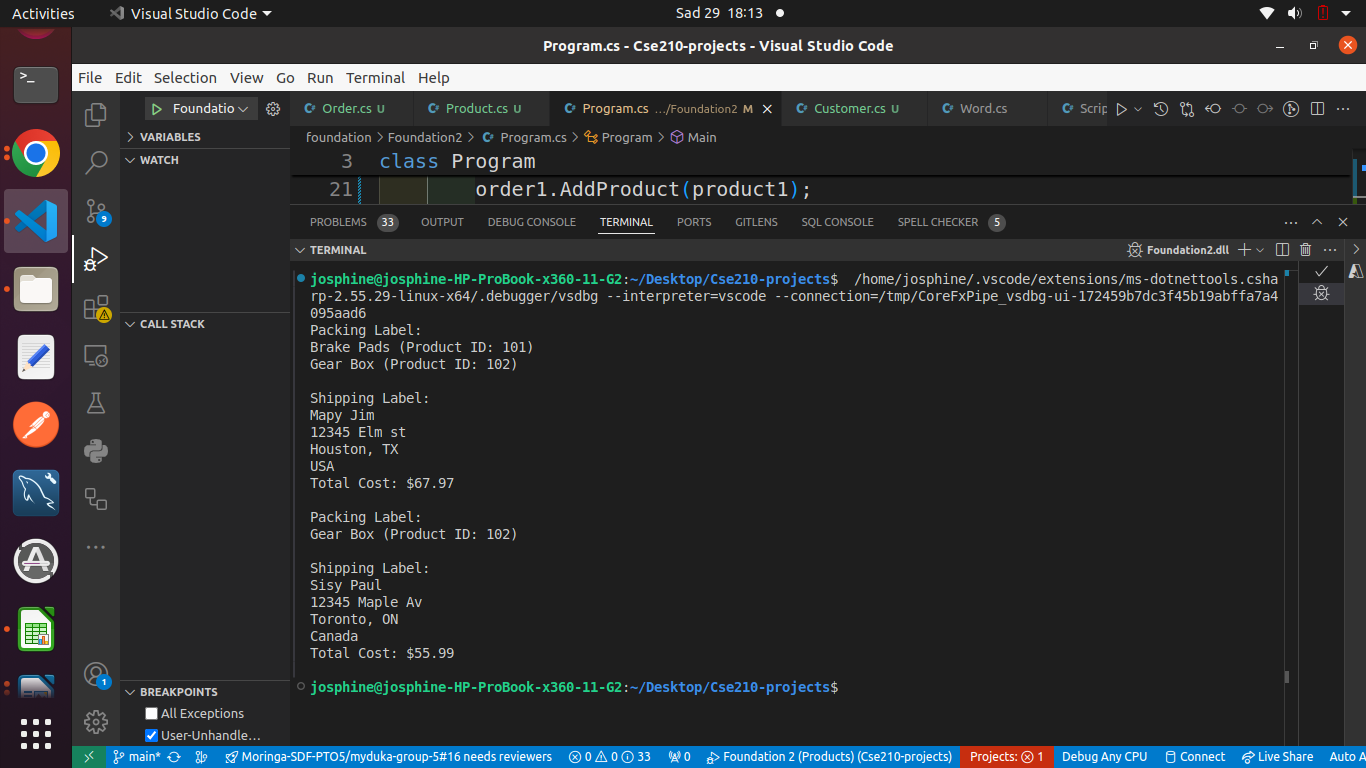 Activities Visual Studio Code Sad 29 18:13
Program.cs - Cse210-projects - Visual Studio Code
File Edit Selection View Go Run Terminal Help
Foundatio Order.cs U Product.cs U Program.cs .../Foundation2 M Customer.cs U Word.cs Scrip
VARIABLES
foundation > Foundation2 > Program.cs > Program > Main
WATCH
3 class Program
21 order1.AddProduct(product1);
PROBLEMS 33 OUTPUT DEBUG CONSOLE TERMINAL PORTS GITLENS SQL CONSOLE SPELL CHECKER 5
TERMINAL Foundation2.dll
josphine@josphine-HP-ProBook-x360-11-G2:~/Desktop/Cse210-projects$ /home/josphine/.vscode/extensions/ms-dotnettools.csha
rp-2.55.29-linux-x64/.debugger/vsdbg --interpreter=vscode --connection=/tmp/CoreFxPipe_vsdbg-ui-172459b7dc3f45b19abffa7a4
095aad6
CALL STACK
Packing Label:
Brake Pads (Product ID: 101)
Gear Box (Product ID: 102)
Shipping Label:
Mapy Jim
12345 Elm st
Houston, TX
USA
Total Cost: $67.97
Packing Label:
Gear Box (Product ID: 102)
Shipping Label:
Sisy Paul
12345 Maple Av
Toronto, ON
Canada
Total Cost: $55.99
josphine@josphine-HP-ProBook-x360-11-G2:~/Desktop/Cse210-projects$
9
1
BREAKPOINTS
All Exceptions
User-Unhandle...
main* Moringa-SDF-PTO5/myduka-group-5#16 needs reviewers 0 0 33 0 Foundation 2 (Products) (Cse210-projects) Projects: 1 Debug Any CPU Connect Live Share Auto A